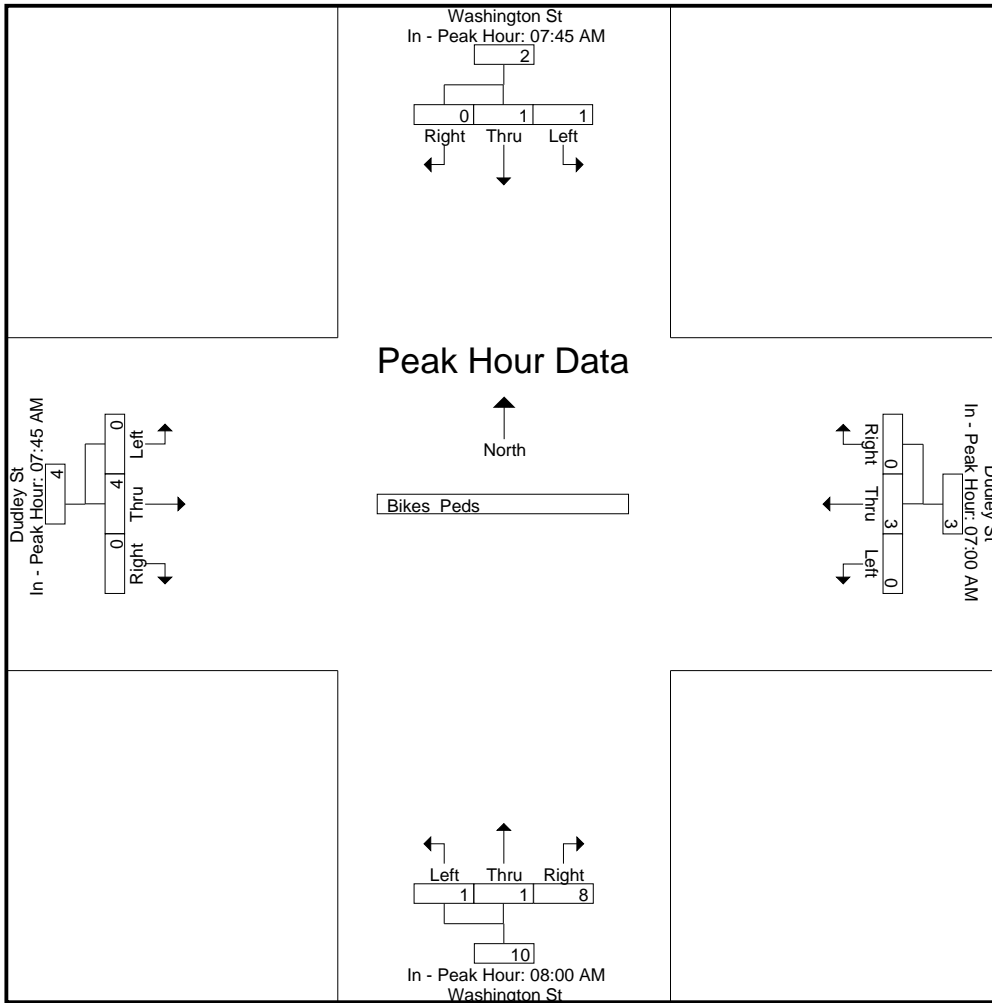 Washington St
In - Peak Hour: 07:45 AM
2
0 1 1
Right Thru Left
Peak Hour Data
North
Bikes Peds
Dudley St
In - Peak Hour: 07:45 AM
4
0 4 0
Left Thru Right
Dudley St
In - Peak Hour: 07:00 AM
3
0 3 0
Right Thru Left
Left Thru Right
1 1 8
10
In - Peak Hour: 08:00 AM
Washington St